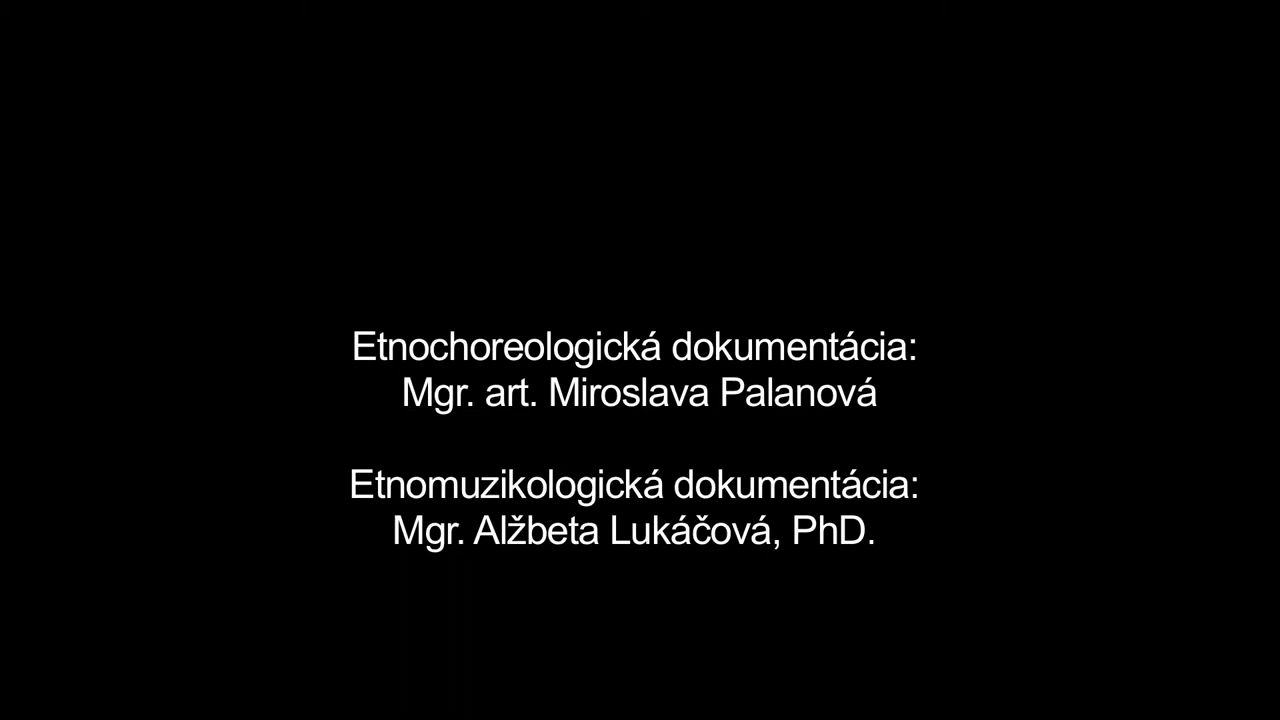 Etnochoreologická dokumentácia:
Mgr. art. Miroslava Palanová
Etnomuzikologická dokumentácia:
Mgr. Alžbeta Lukáčová, PhD.